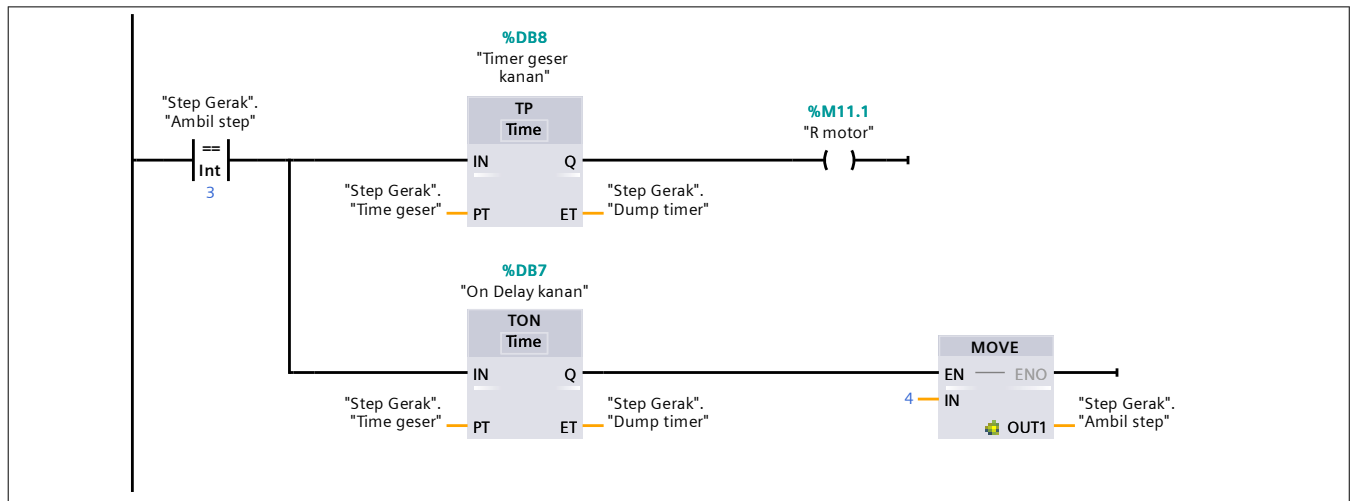 %DB8
"Timer geser
kanan"
"Step Gerak".
"Ambil step"
==
Int
3
TP
Time
IN
Q
"Step Gerak".
"Time geser"
PT
ET
"Step Gerak".
"Dump timer"
%M11.1
"R motor"
%DB7
"On Delay kanan"
TON
Time
IN
Q
"Step Gerak".
"Time geser"
PT
ET
"Step Gerak".
"Dump timer"
MOVE
EN
ENO
4
IN
OUT1
"Step Gerak".
"Ambil step"